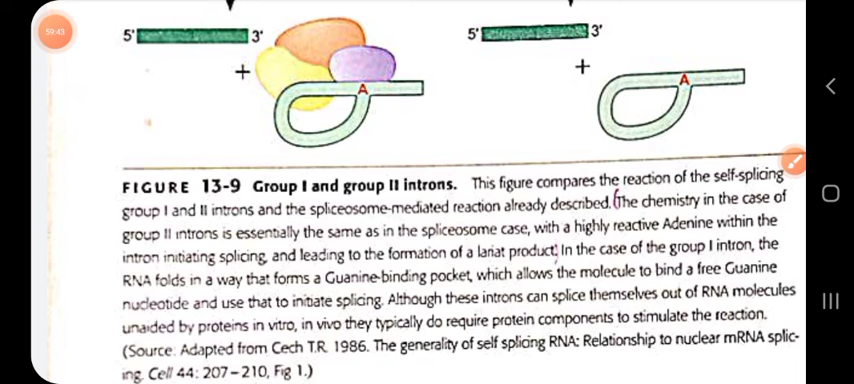 59:43
5' 3' 5' 3'
+ +
A A
FIGURE 13-9 Group I and group II introns. This figure compares the reaction of the self-splicing
group I and II introns and the spliceosome-mediated reaction already described. (The chemistry in the case of
group II introns is essentially the same as in the spliceosome case, with a highly reactive Adenine within the
intron initiating splicing, and leading to the formation of a lariat product. In the case of the group I intron, the
RNA folds in a way that forms a Guanine-binding pocket, which allows the molecule to bind a free Guanine
nucleotide and use that to initiate splicing. Although these introns can splice themselves out of RNA molecules
unaided by proteins in vitro, in vivo they typically do require protein components to stimulate the reaction.
(Source: Adapted from Cech T.R. 1986. The generality of self splicing RNA: Relationship to nuclear mRNA splic-
ing. Cell 44: 207–210, Fig 1.)